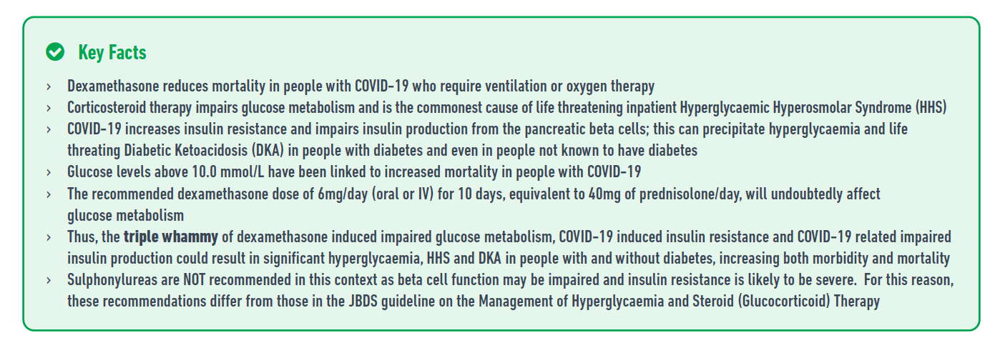 Key Facts
› Dexamethasone reduces mortality in people with COVID-19 who require ventilation or oxygen therapy
› Corticosteroid therapy impairs glucose metabolism and is the commonest cause of life threatening inpatient Hyperglycaemic Hyperosmolar Syndrome (HHS)
› COVID-19 increases insulin resistance and impairs insulin production from the pancreatic beta cells; this can precipitate hyperglycaemia and life
threating Diabetic Ketoacidosis (DKA) in people with diabetes and even in people not known to have diabetes
› Glucose levels above 10.0 mmol/L have been linked to increased mortality in people with COVID-19
› The recommended dexamethasone dose of 6mg/day (oral or IV) for 10 days, equivalent to 40mg of prednisolone/day, will undoubtedly affect
glucose metabolism
› Thus, the triple whammy of dexamethasone induced impaired glucose metabolism, COVID-19 induced insulin resistance and COVID-19 related impaired
insulin production could result in significant hyperglycaemia, HHS and DKA in people with and without diabetes, increasing both morbidity and mortality
› Sulphonylureas are NOT recommended in this context as beta cell function may be impaired and insulin resistance is likely to be severe. For this reason,
these recommendations differ from those in the JBDS guideline on the Management of Hyperglycaemia and Steroid (Glucocorticoid) Therapy